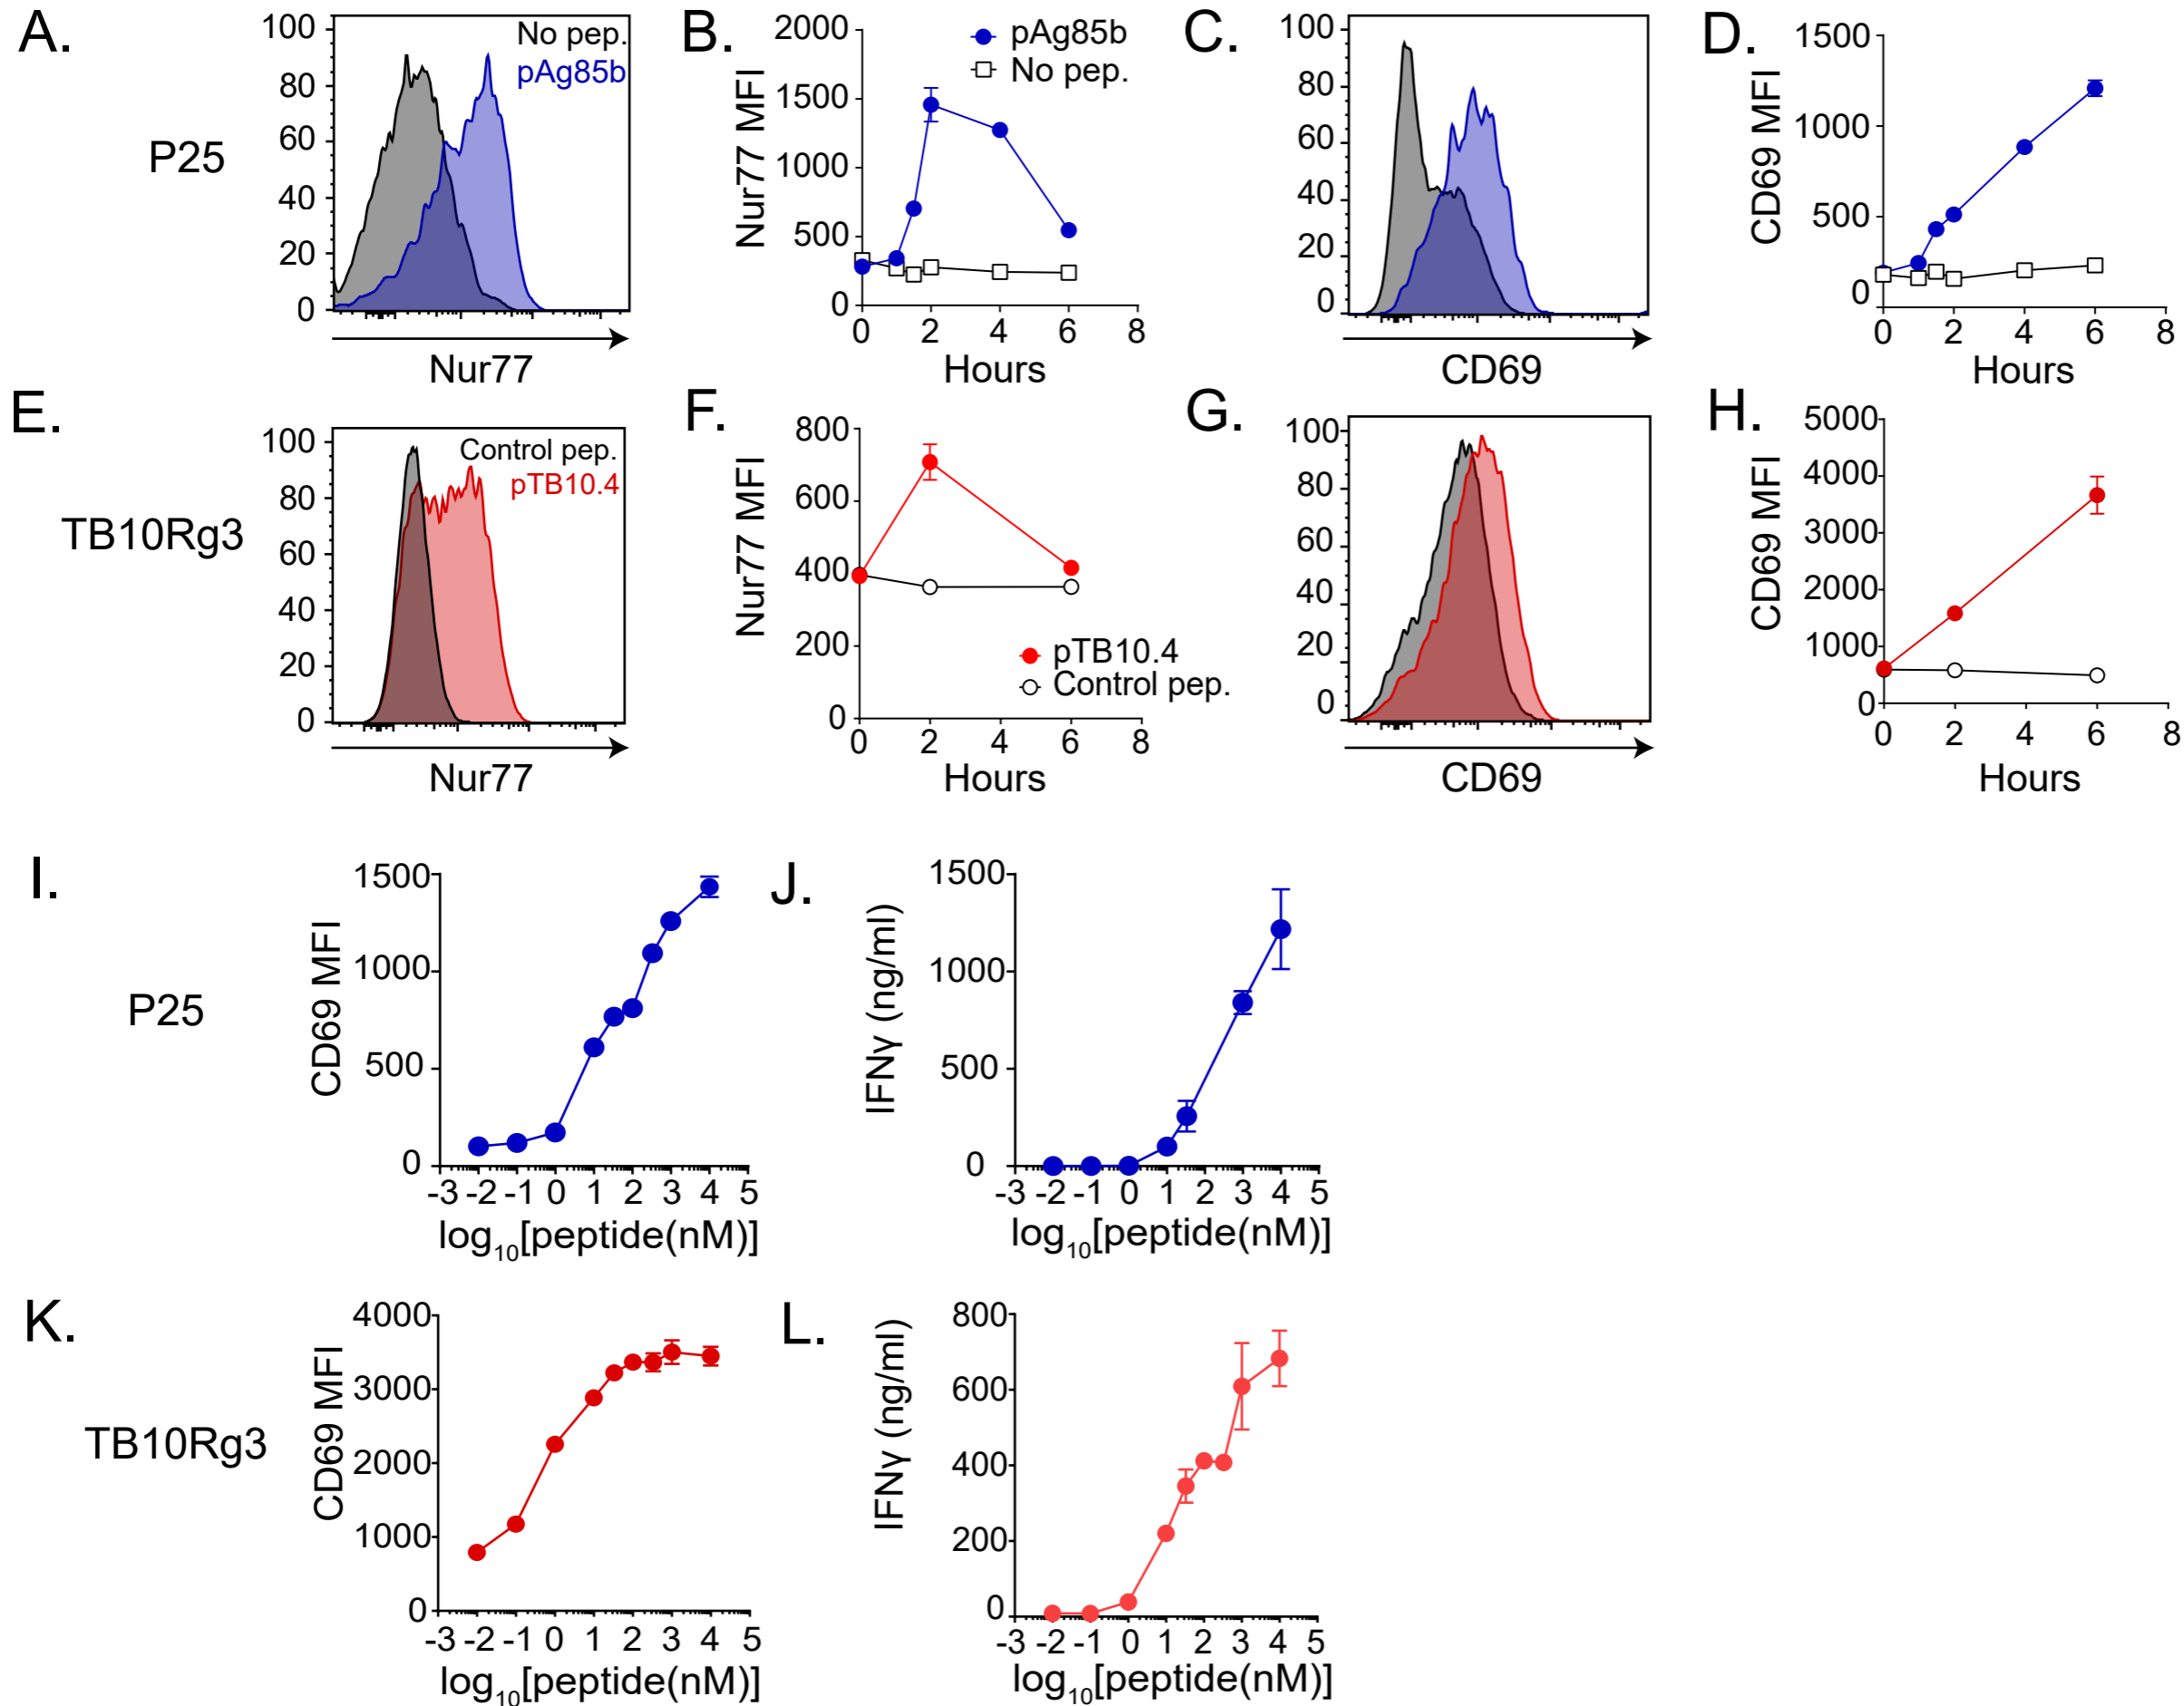 A.
100
80
60
40
20
0
No pep.
pAg85b
Nur77
P25
B.
2000
1500
1000
500
0
Nur77 MFI
pAg85b
No pep.
0 2 4 6 8
Hours
C.
100
80
60
40
20
0
CD69
D.
1500
1000
500
0
CD69 MFI
0 2 4 6 8
Hours
E.
100
80
60
40
20
0
Control pep.
pTB10.4
Nur77
TB10Rg3
F.
800
600
400
200
0
Nur77 MFI
pTB10.4
Control pep.
0 2 4 6 8
Hours
G.
100
80
60
40
20
0
CD69
H.
5000
4000
3000
2000
1000
0
CD69 MFI
0 2 4 6 8
Hours
P25
I.
1500
1000
500
0
CD69 MFI
-3 -2 -1 0 1 2 3 4 5
log10[peptide(nM)]
J.
1500
1000
500
0
IFNγ (ng/ml)
-3 -2 -1 0 1 2 3 4 5
log10[peptide(nM)]
TB10Rg3
K.
4000
3000
2000
1000
0
CD69 MFI
-3 -2 -1 0 1 2 3 4 5
log10[peptide(nM)]
L.
800
600
400
200
0
IFNγ (ng/ml)
-3 -2 -1 0 1 2 3 4 5
log10[peptide(nM)]